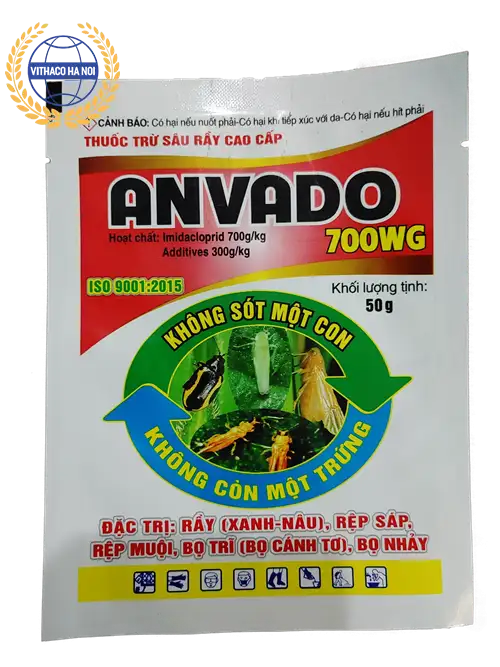 VITHACO HA NOI
CẢNH BÁO: Có hại nếu nuốt phải-Có hại khi tiếp xúc với da-Có hại nếu hít phải
THUỐC TRỪ SÂU RẦY CAO CẤP
ANVADO
700WG
Hoạt chất: Imidacloprid 700g/kg
Additives 300g/kg
ISO 9001:2015
Khối lượng tịnh:
50g
KHÔNG SÓT MỘT CON
KHÔNG CÒN MỘT TRỨNG
ĐẶC TRỊ: RẦY (XANH-NÂU), RỆP SÁP,
RỆP MUỘI, BỌ TRĨ (BỌ CÁNH TƠ), BỌ NHẢY